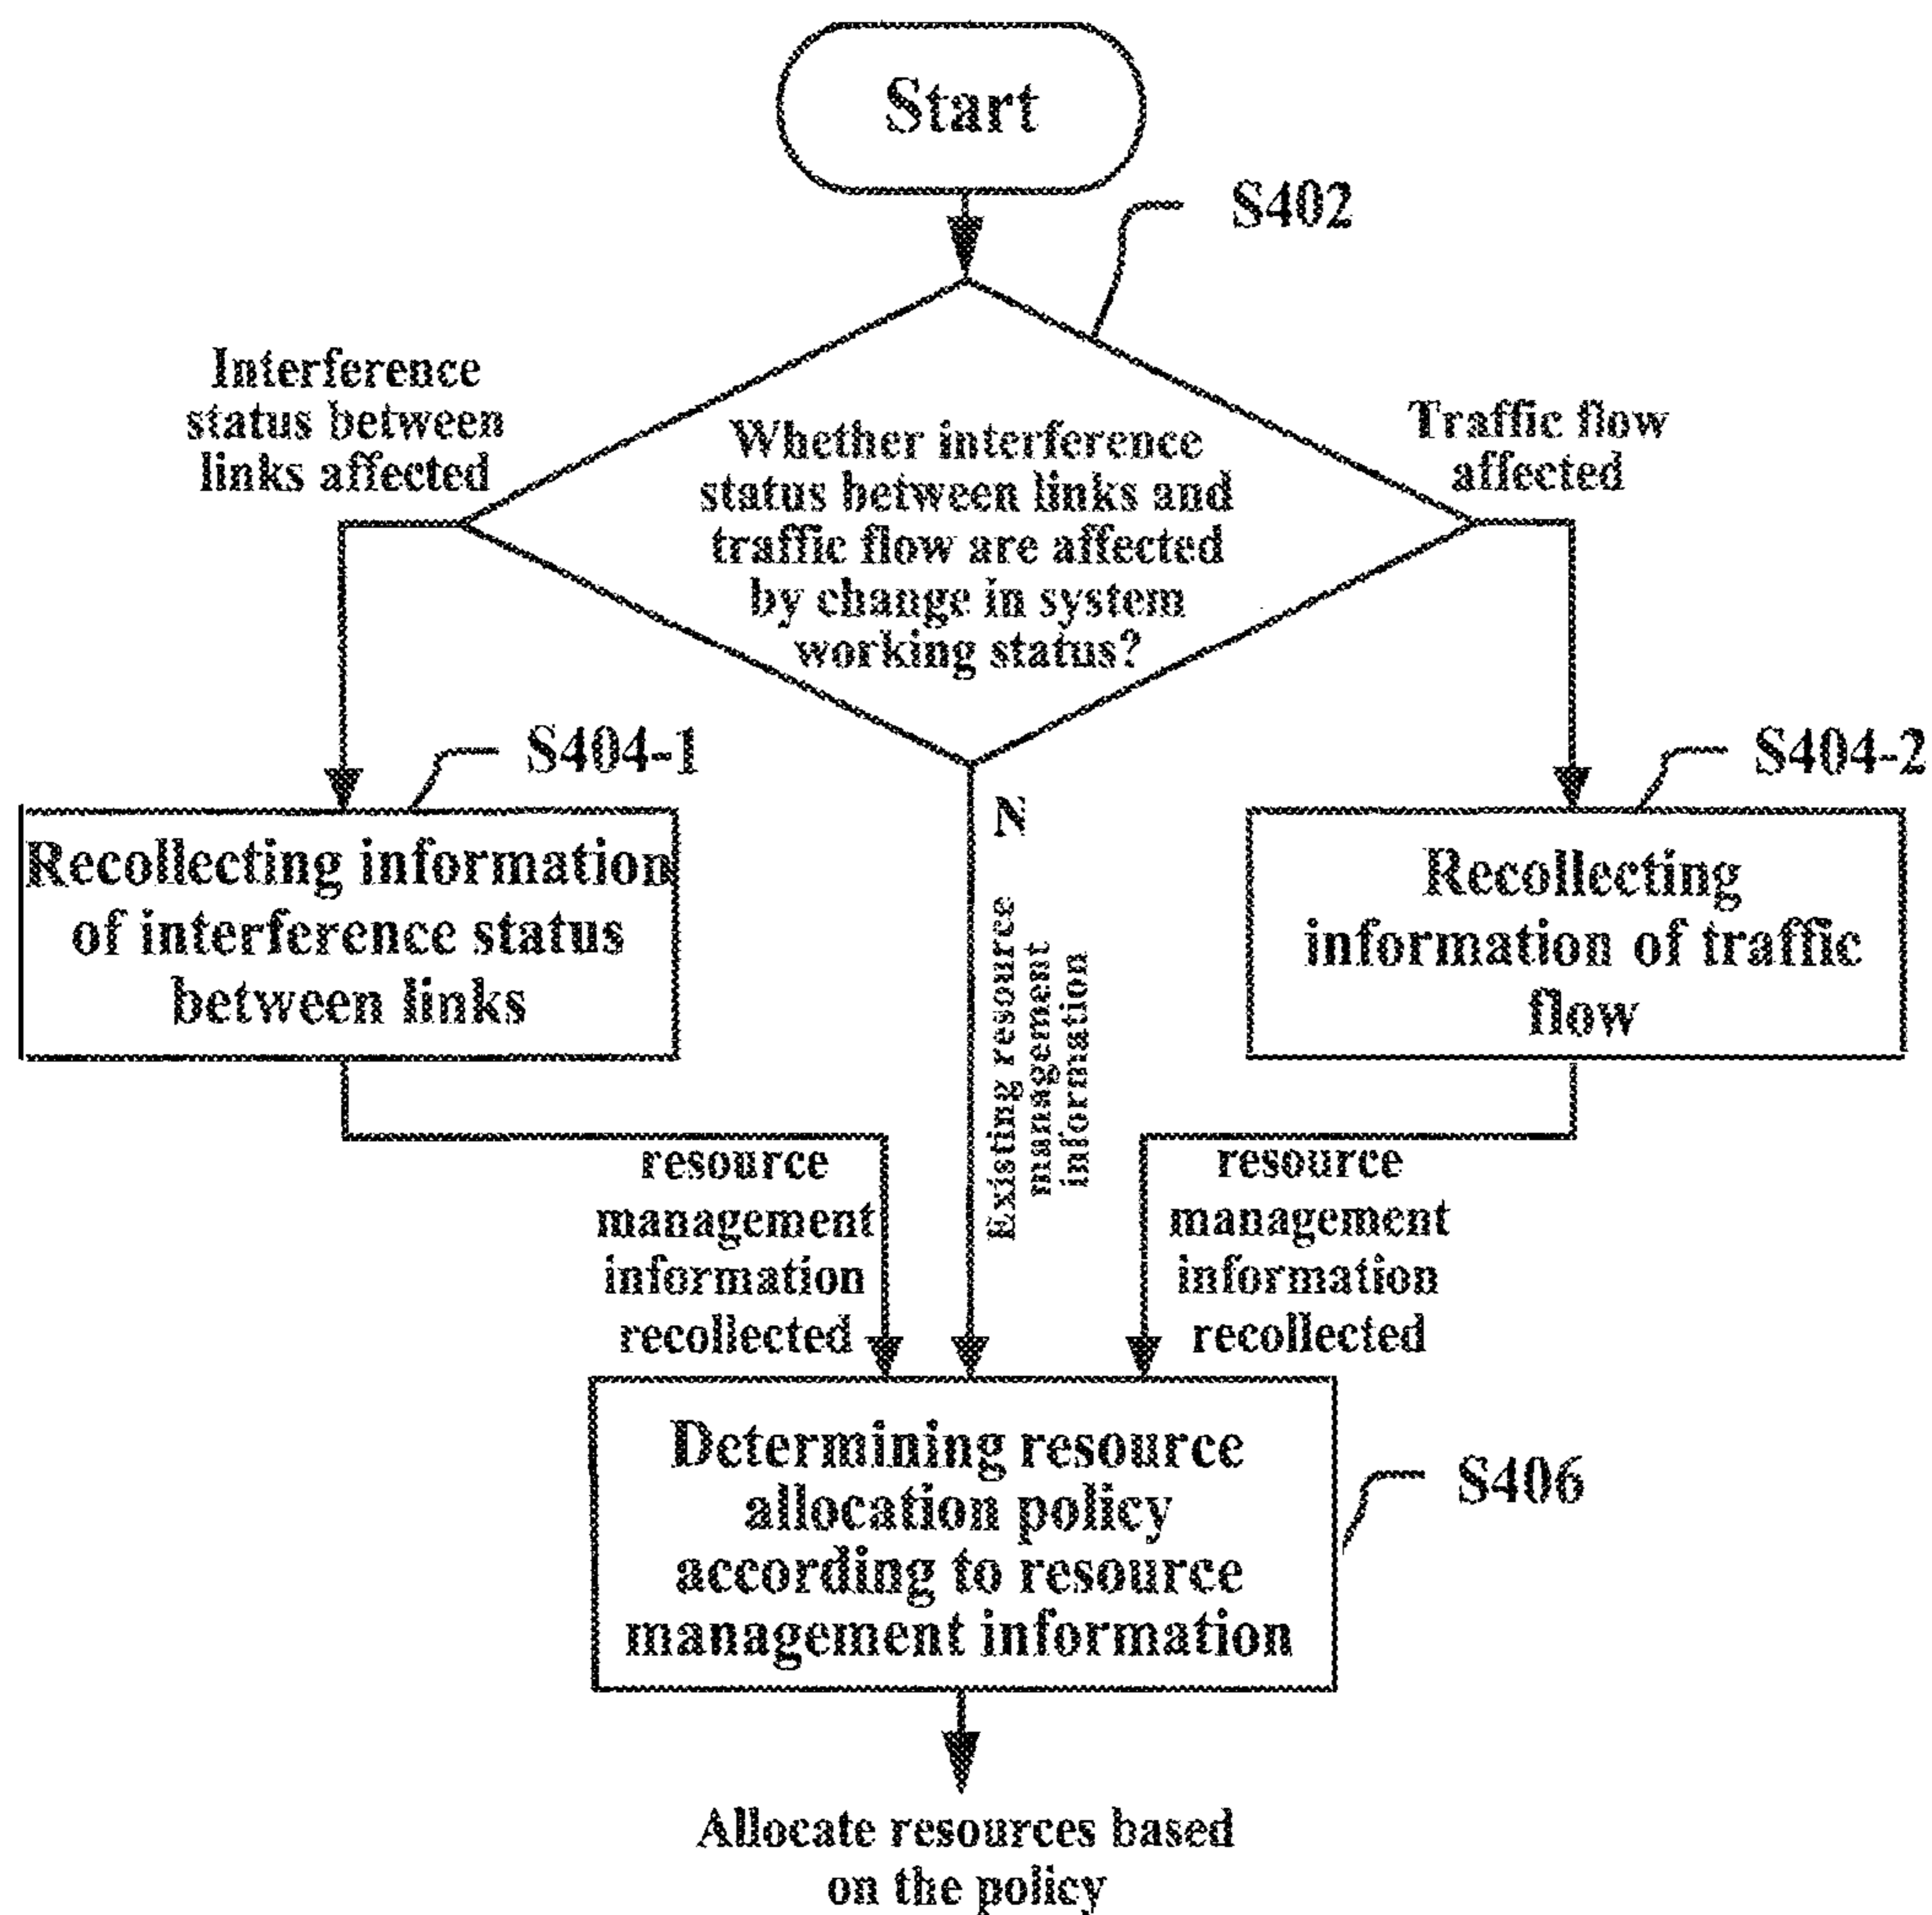 Start
S402
Interference
status between
links affected
Whether interference
status between links and
traffic flow are affected
by change in system
working status?
Traffic flow
affected
S404-1
S404-2
N
Recollecting information
of interference status
between links
Existing resource
management
information
Recollecting
information of traffic
flow
resource
management
information
recollected
resource
management
information
recollected
Determining resource
allocation policy
according to resource
management information
S406
Allocate resources based
on the policy